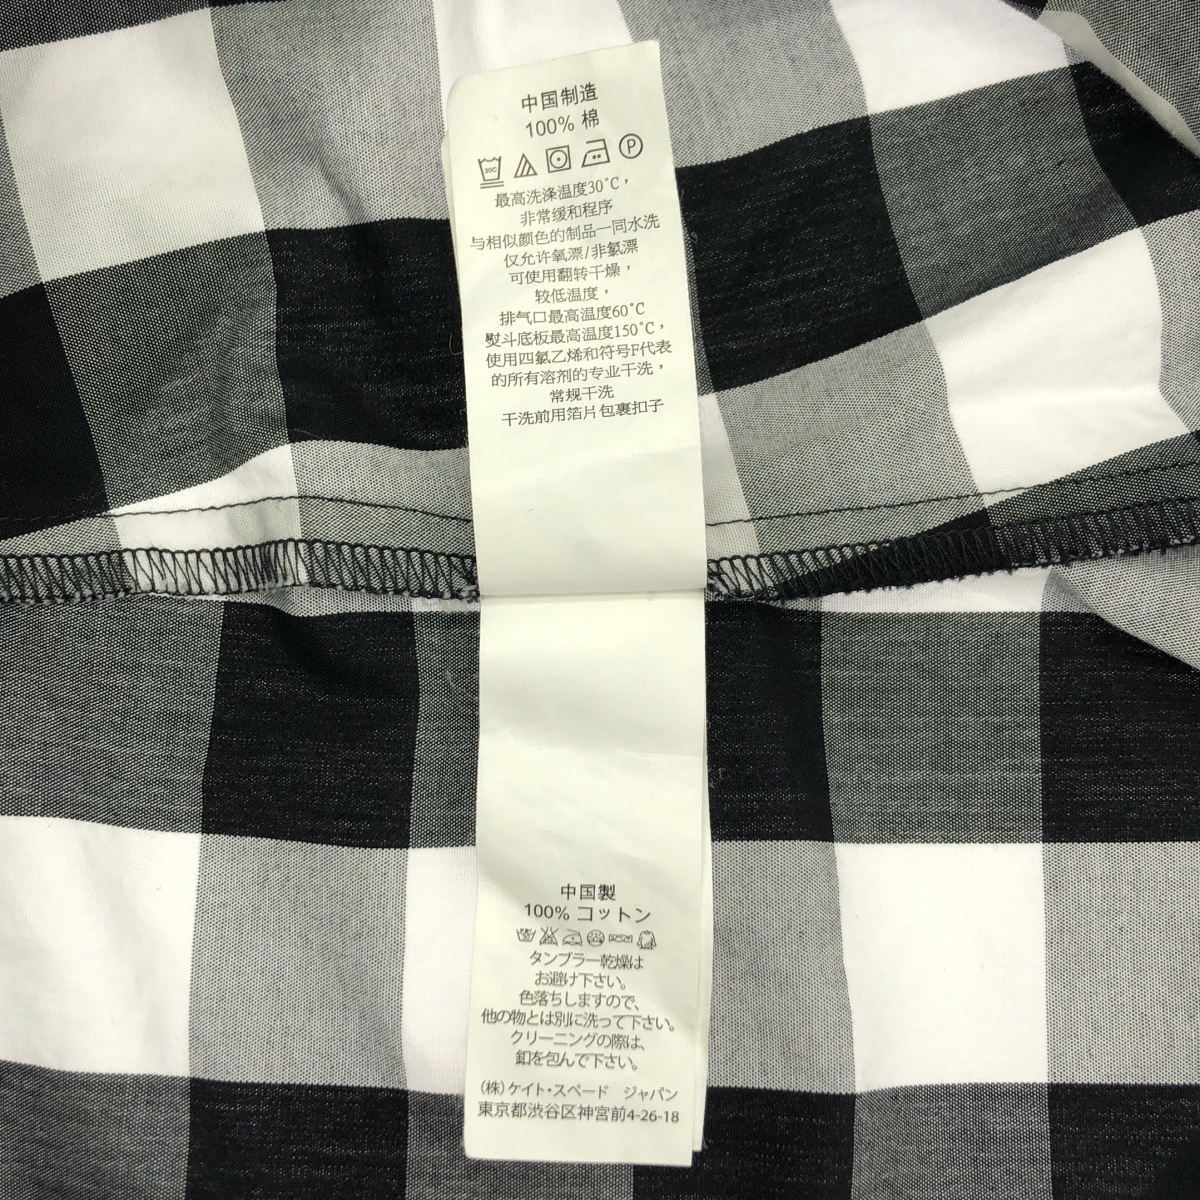 中国制造
100% 棉
30C
P
最高洗涤温度30˚C，
非常缓和程序
与相似颜色的制品一同水洗
仅允许氧漂/非氯漂
可使用翻转干燥，
较低温度，
排气口最高温度60˚C
熨斗底板最高温度150˚C，
使用四氯乙烯和符号F代表
的所有溶剂的专业干洗，
常规干洗
干洗前用箔片包裹扣子
中国製
100% コットン
タンブラー乾燥は
お避け下さい。
色落ちしますので、
他の物とは別に洗って下さい。
クリーニングの際は、
釦を包んで下さい。
（株）ケイト・スペード ジャパン
東京都渋谷区神宮前4-26-18